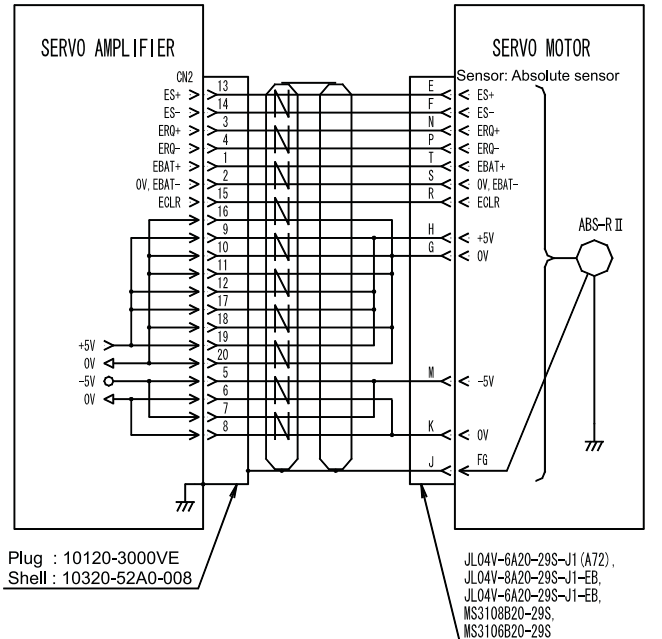 SERVO AMPLIFIER
SERVO MOTOR
CN2
Sensor: Absolute sensor
ES+ 13 E ES+
ES- 14 F ES-
ERQ+ 3 N ERQ+
ERQ- 4 P ERQ-
EBAT+ 1 T EBAT+
0V, EBAT- 2 S 0V, EBAT-
ECLR 15 R ECLR
16
9 H +5V
10 G 0V
ABS-R II
11
12
17
18
+5V 19
0V 20
-5V 5 M -5V
0V 6
7
8 K 0V
J FG
Plug : 10120-3000VE
Shell : 10320-52A0-008
JL04V-6A20-29S-J1(A72),
JL04V-8A20-29S-J1-EB,
JL04V-6A20-29S-J1-EB,
MS3108B20-29S,
MS3106B20-29S